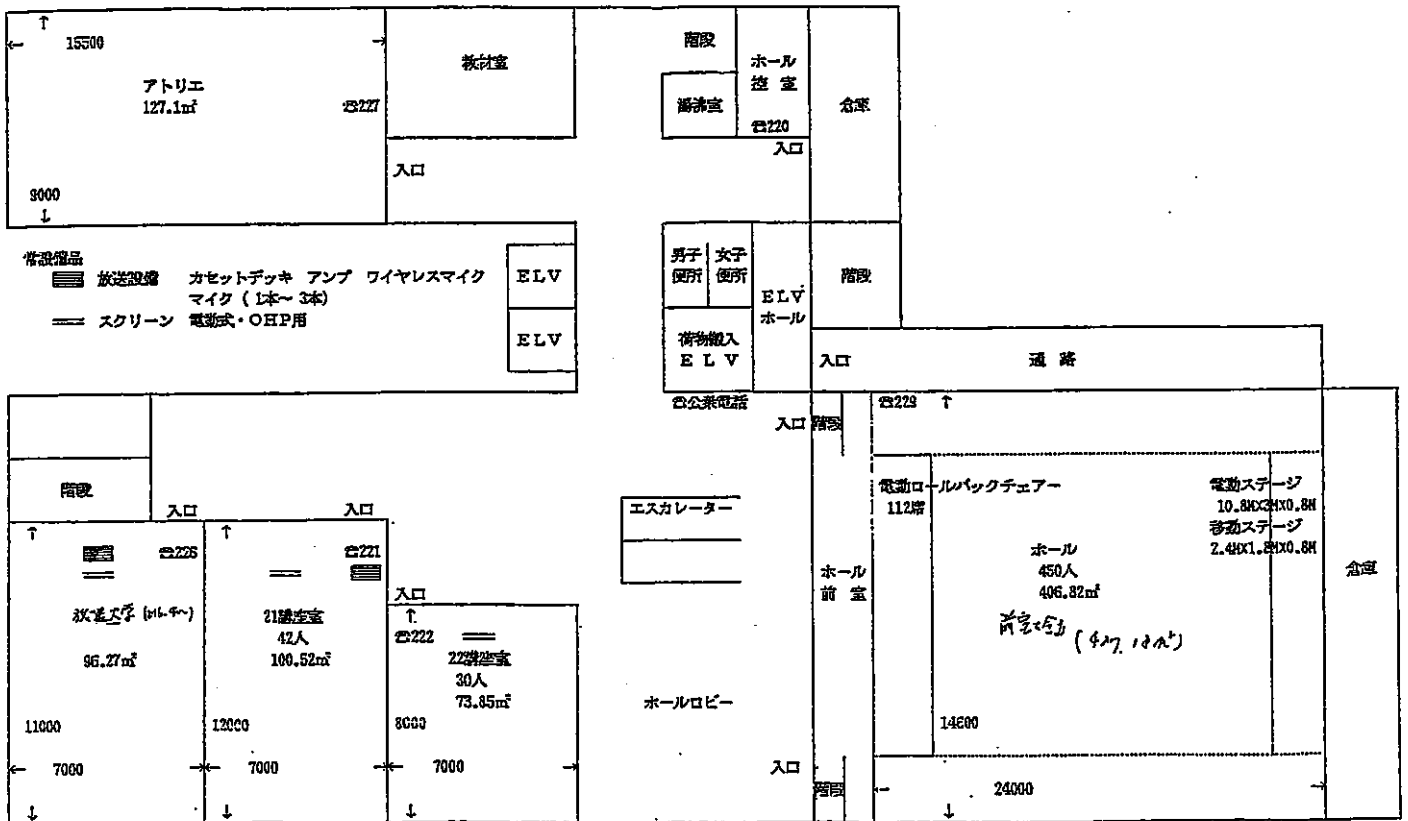 15500
アトリエ
127.1㎡
☎227
9000
教材室
入口
階段
湯沸室
ホール
控室
☎220
入口
倉庫
常設備品
放送設備 カセットデッキ アンプ ワイヤレスマイク
マイク(1本〜3本)
スクリーン 電動式・OHP用
ELV
ELV
男子
便所
女子
便所
荷物搬入
ELV
ELV
ホール
階段
入口
通路
☎公衆電話
入口
階段
☎229
階段
入口
入口
エスカレーター
電動ロールバックチェアー
112席
電動ステージ
10.8M×3M×0.8M
移動ステージ
2.4M×1.8M×0.8M
ホール
450人
406.82㎡
倉庫
ホール
前室
☎226
放送大学
96.27㎡
11000
7000
☎221
21講座室
42人
100.52㎡
12000
7000
入口
☎222
22講座室
30人
73.85㎡
8000
7000
ホールロビー
入口
階段
14600
24000